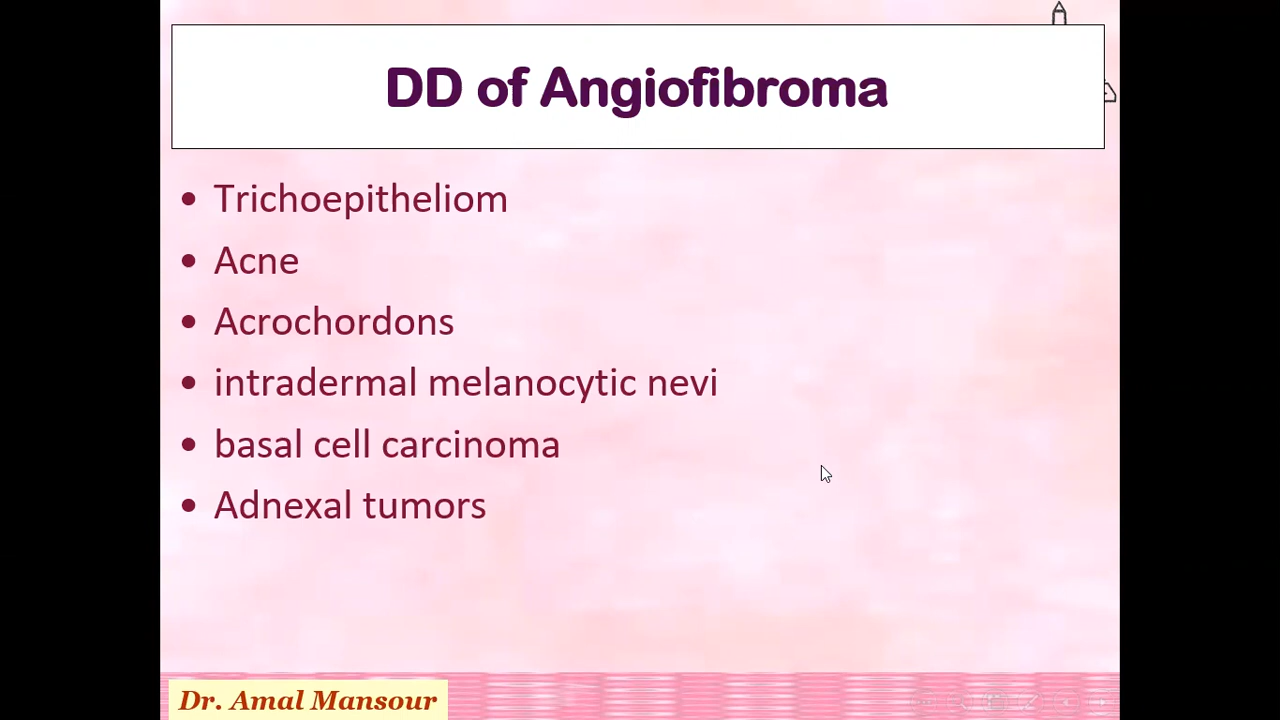 DD of Angiofibroma
• Trichoepitheliom
• Acne
• Acrochordons
• intradermal melanocytic nevi
• basal cell carcinoma
• Adnexal tumors
Dr. Amal Mansour